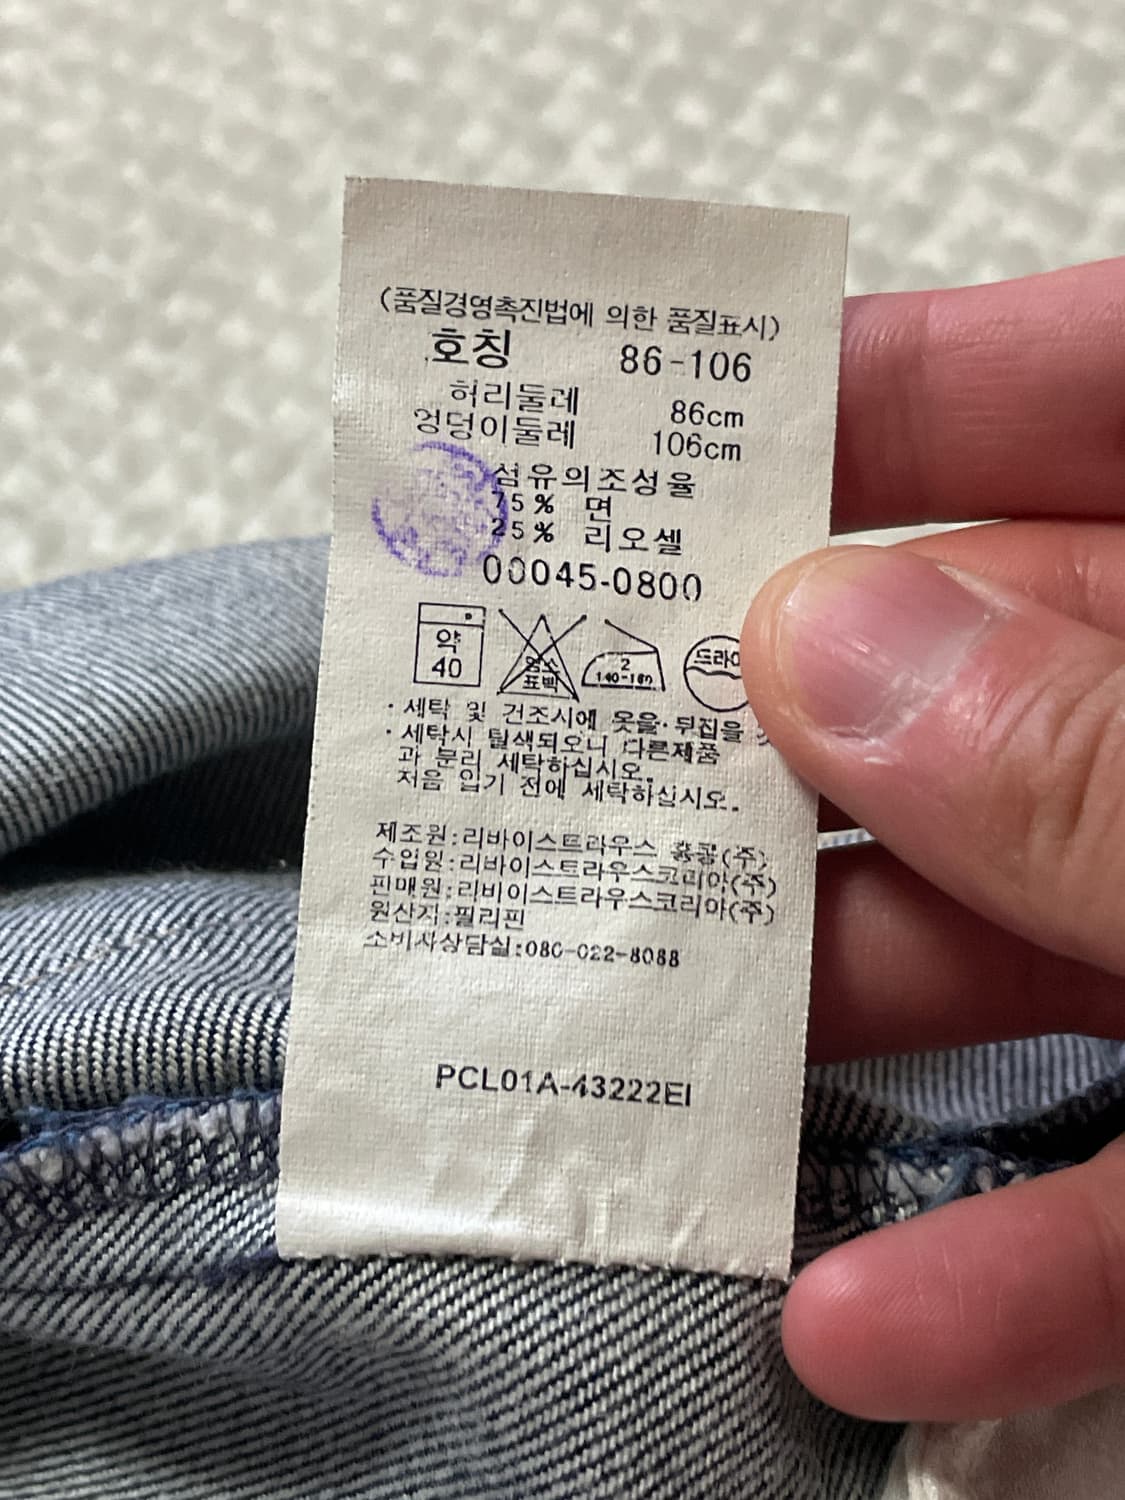 (품질경영촉진법에 의한 품질표시)
호칭 86-106
허리둘레 86cm
엉덩이둘레 106cm
섬유의조성율
75% 면
25% 리오셀
00045-0800
약 40
염소 표백
2 140-160
드라이
· 세탁 및 건조시에 옷을 뒤집을
· 세탁시 탈색되오니 다른제품
과 분리 세탁하십시오.
처음 입기 전에 세탁하십시오.
제조원:리바이스트라우스 홍콩(주)
수입원:리바이스트라우스코리아(주)
판매원:리바이스트라우스코리아(주)
원산지:필리핀
소비자상담실:080-022-8088
PCL01A-43222EI